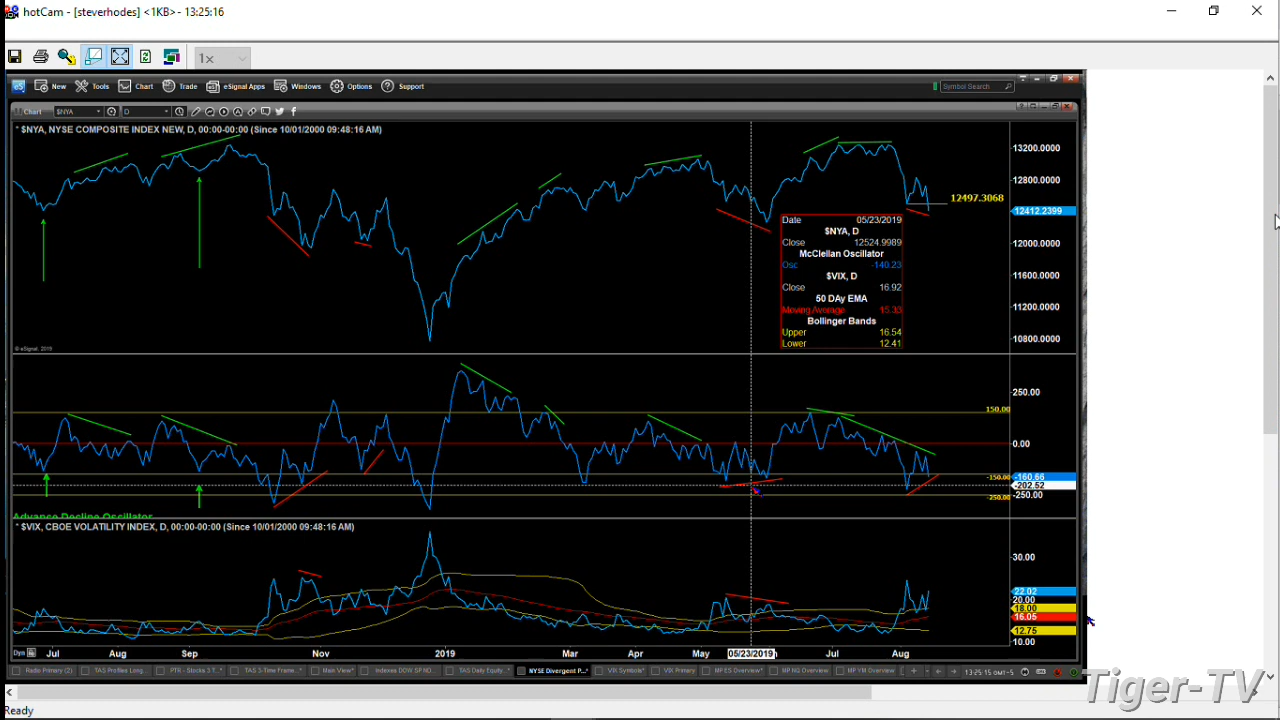 hotCam - [steverhodes] <1KB> - 13:25:16
1x
New Tools Chart Trade eSignal Apps Windows Options Support Symbol Search
Chart $NYA D
* $NYA, NYSE COMPOSITE INDEX NEW, D, 00:00-00:00 (Since 10/01/2000 09:48:16 AM)
13200.0000
12800.0000
12497.3068
12412.2399
12000.0000
11600.0000
11200.0000
10800.0000
Date 05/23/2019
$NYA, D
Close 12524.9989
McClellan Oscillator
Osc -140.23
$VIX, D
Close 16.92
50 DAy EMA
Moving Average 15.33
Bollinger Bands
Upper 16.54
Lower 12.41
© eSignal, 2019
250.00
150.00
0.00
-150.00
-160.66
-202.52
-250.00
-250.00
Advance Decline Oscillator
* $VIX, CBOE VOLATILITY INDEX, D, 00:00-00:00 (Since 10/01/2000 09:48:16 AM)
30.00
22.02
20.00
18.00
16.05
12.75
10.00
Dyn Jul Aug Sep Nov 2019 Mar Apr May 05/23/2019 Jul Aug
Radio Primary (2) TAS Profiles Long... PTR - Stocks 3 T...* TAS 3-Time Frame...* Main View* Indexes DOW SP ND... TAS Daily Equity...* NYSE Divergent P...* VIX Symbols* VIX Primary MP ES Overview* MP NQ Overview MP YM Overview
13:25:15 GMT-5
Tiger-TV
Ready